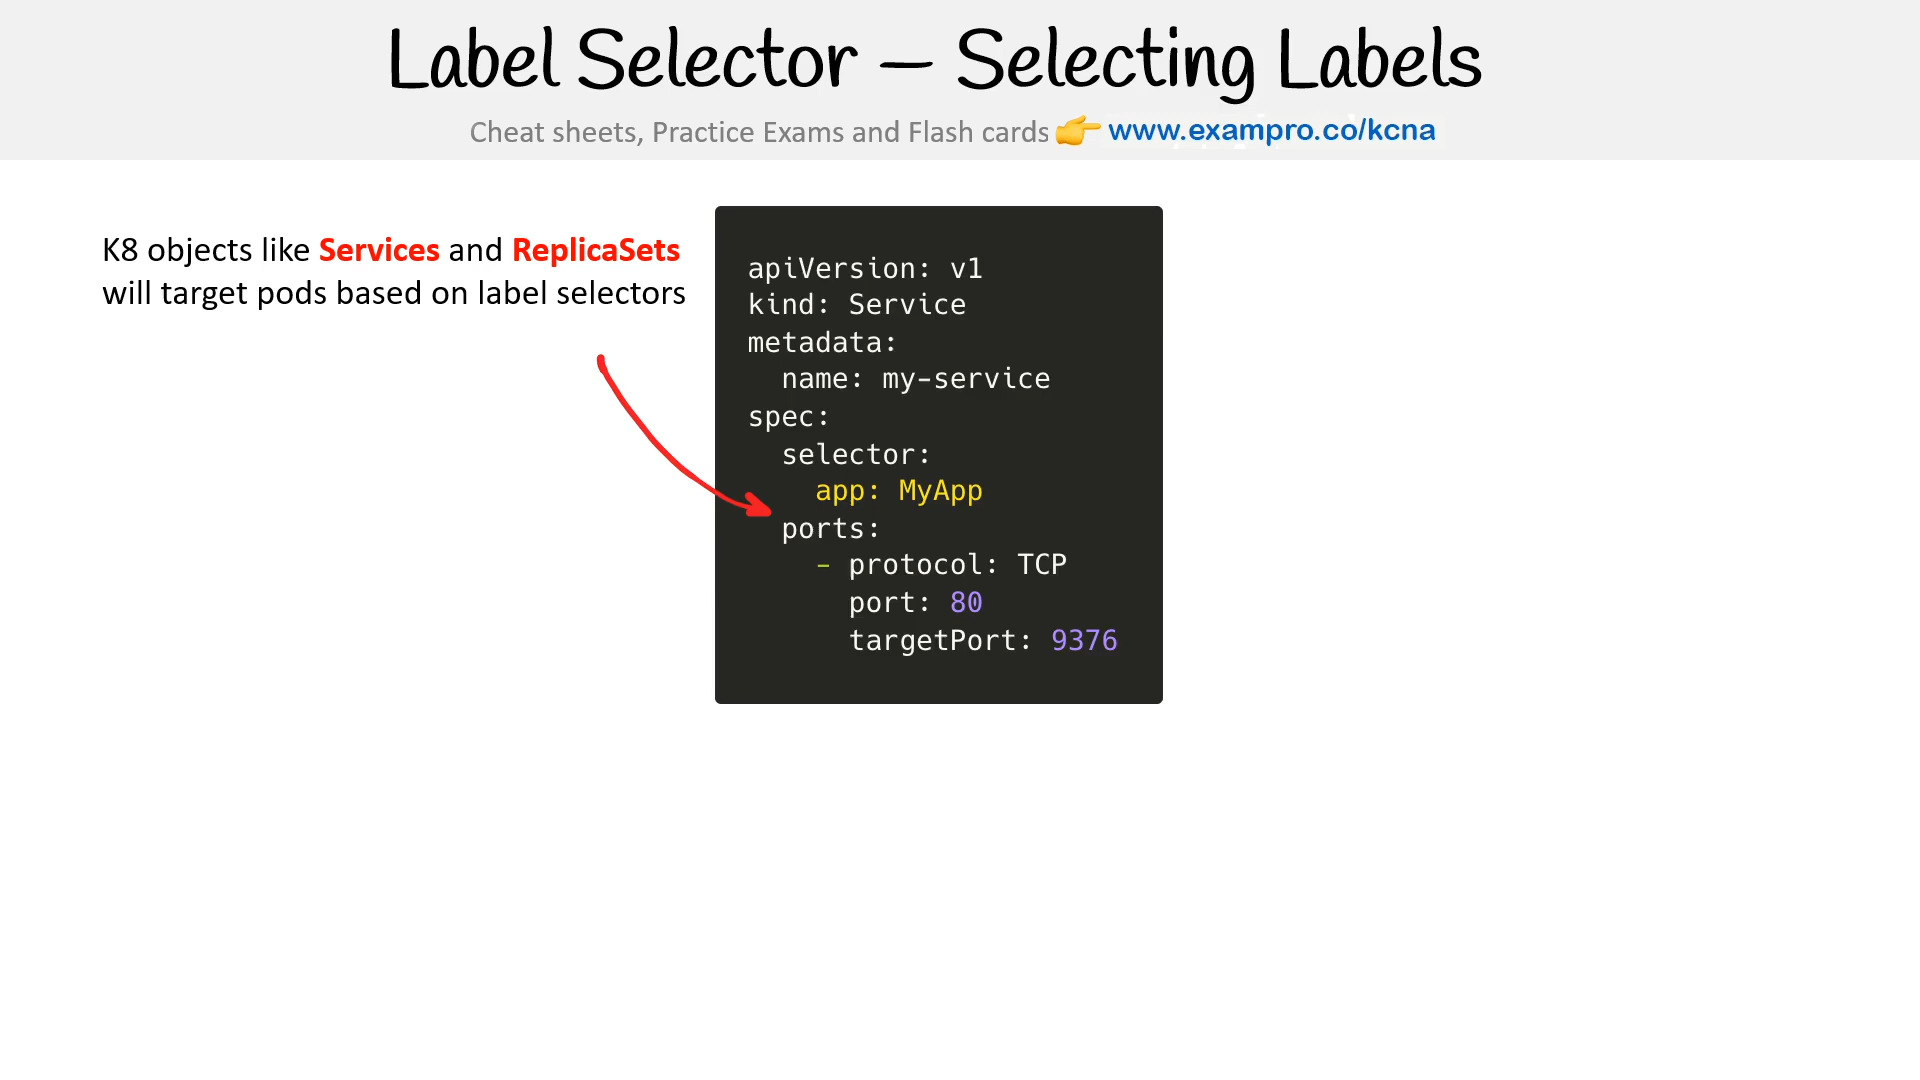 Label Selector — Selecting Labels
Cheat sheets, Practice Exams and Flash cards 👉 www.exampro.co/kcna
K8 objects like Services and ReplicaSets
will target pods based on label selectors
apiVersion: v1
kind: Service
metadata:
  name: my-service
spec:
  selector:
    app: MyApp
  ports:
    - protocol: TCP
      port: 80
      targetPort: 9376